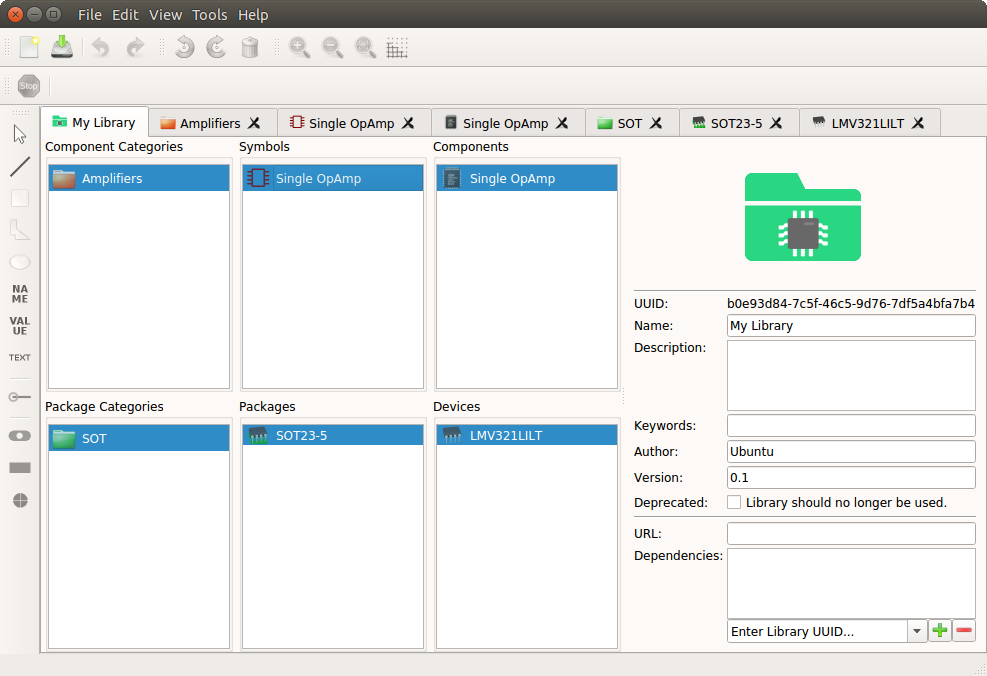 File Edit View Tools Help
Stop
My Library Amplifiers Single OpAmp Single OpAmp SOT SOT23-5 LMV321LILT
NA
ME
VAL
UE
TEXT
Component Categories Symbols Components
Amplifiers Single OpAmp Single OpAmp
Package Categories Packages Devices
SOT SOT23-5 LMV321LILT
UUID: b0e93d84-7c5f-46c5-9d76-7df5a4bfa7b4
Name: My Library
Description:
Keywords:
Author: Ubuntu
Version: 0.1
Deprecated: Library should no longer be used.
URL:
Dependencies:
Enter Library UUID...